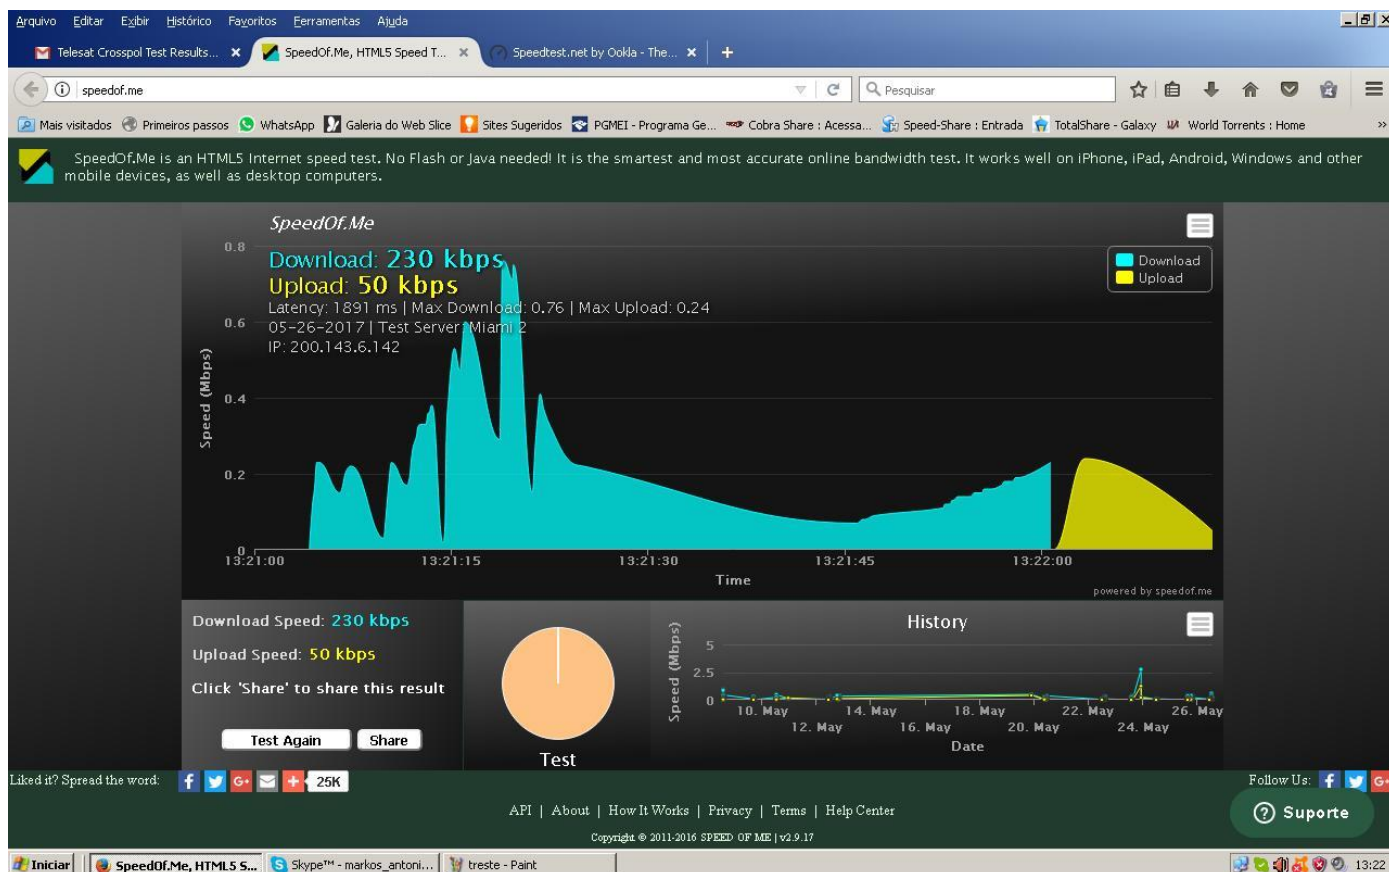 Arquivo Editar Exibir Histórico Favoritos Ferramentas Ajuda
Telesat Crosspol Test Results... SpeedOf.Me, HTML5 Speed T... Speedtest.net by Ookla - The...
speedof.me Pesquisar
Mais visitados Primeiros passos WhatsApp Galeria do Web Slice Sites Sugeridos PGMEI - Programa Ge... Cobra Share : Acessa... Speed-Share : Entrada TotalShare - Galaxy World Torrents : Home »
SpeedOf.Me is an HTML5 Internet speed test. No Flash or Java needed! It is the smartest and most accurate online bandwidth test. It works well on iPhone, iPad, Android, Windows and other
mobile devices, as well as desktop computers.
SpeedOf.Me
Download: 230 kbps
Upload: 50 kbps
Latency: 1891 ms | Max Download: 0.76 | Max Upload: 0.24
05-26-2017 | Test Server: Miami 2
IP: 200.143.6.142
Download
Upload
Speed (Mbps)
0.8
0.6
0.4
0.2
0
13:21:00 13:21:15 13:21:30 13:21:45 13:22:00
Time
powered by speedof.me
Download Speed: 230 kbps
Upload Speed: 50 kbps
Click 'Share' to share this result
Test Again Share
Test
History
Speed (Mbps)
5
2.5
0
10. May 14. May 18. May 22. May 26. May
12. May 16. May 20. May 24. May
Date
Liked it? Spread the word: 25K
Follow Us:
API | About | How It Works | Privacy | Terms | Help Center
Suporte
Copyright © 2011-2016 SPEED OF ME | v2.9.17
Iniciar SpeedOf.Me, HTML5 S... Skype™ - markos_antoni... treste - Paint 13:22